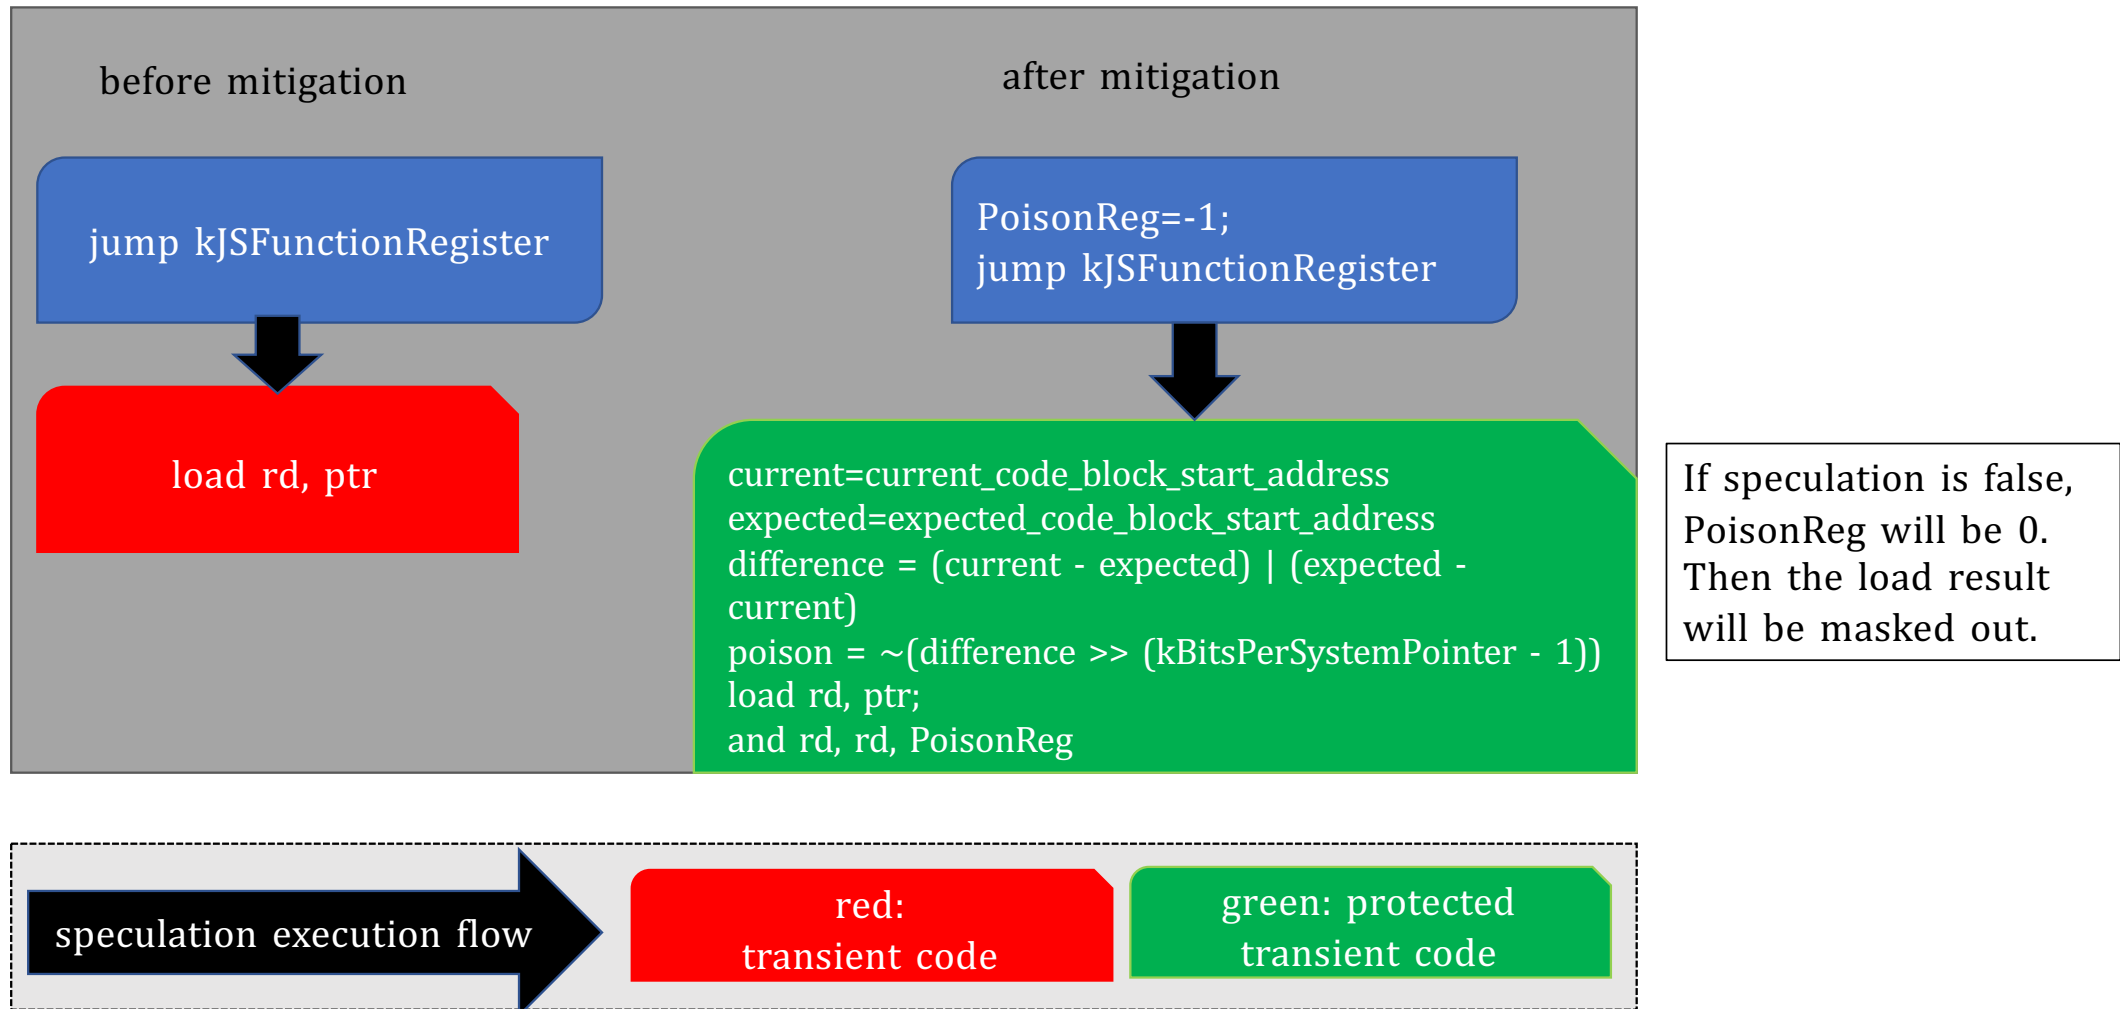 before mitigation
after mitigation
jump kJSFunctionRegister
PoisonReg=-1;
jump kJSFunctionRegister
load rd, ptr
current=current_code_block_start_address
expected=expected_code_block_start_address
difference = (current - expected) | (expected -
current)
poison = ~(difference >> (kBitsPerSystemPointer - 1))
load rd, ptr;
and rd, rd, PoisonReg
If speculation is false,
PoisonReg will be 0.
Then the load result
will be masked out.
speculation execution flow
red:
transient code
green: protected
transient code